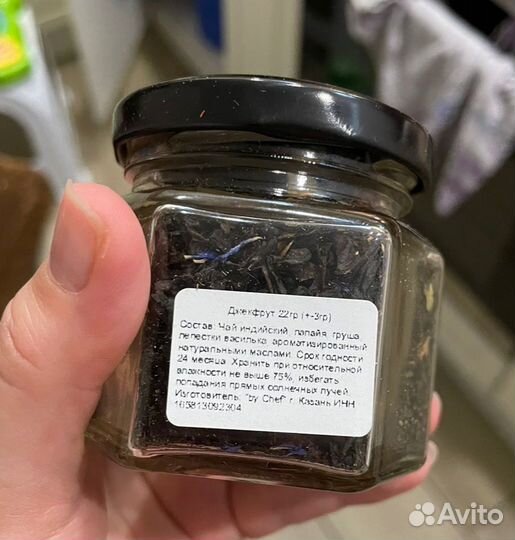 Джекфрут 22гр (+-3гр)
Состав: Чай индийский, папайя, груша,
лепестки василька, ароматизированный
натуральными маслами. Срок годности
24 месяца. Хранить при относительной
влажности не выше 75%, избегать
попадания прямых солнечных лучей.
Изготовитель: "by Chef" г. Казань ИНН
165813092304
Avito